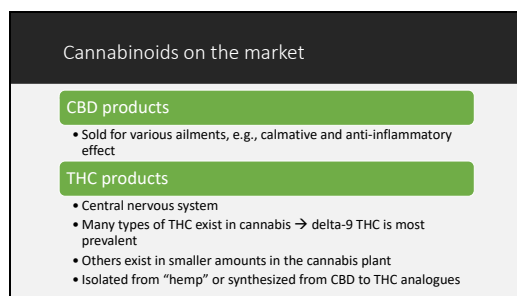 Cannabinoids on the market
CBD products
• Sold for various ailments, e.g., calmative and anti-inflammatory
effect
THC products
• Central nervous system
• Many types of THC exist in cannabis → delta-9 THC is most
prevalent
• Others exist in smaller amounts in the cannabis plant
• Isolated from “hemp” or synthesized from CBD to THC analogues